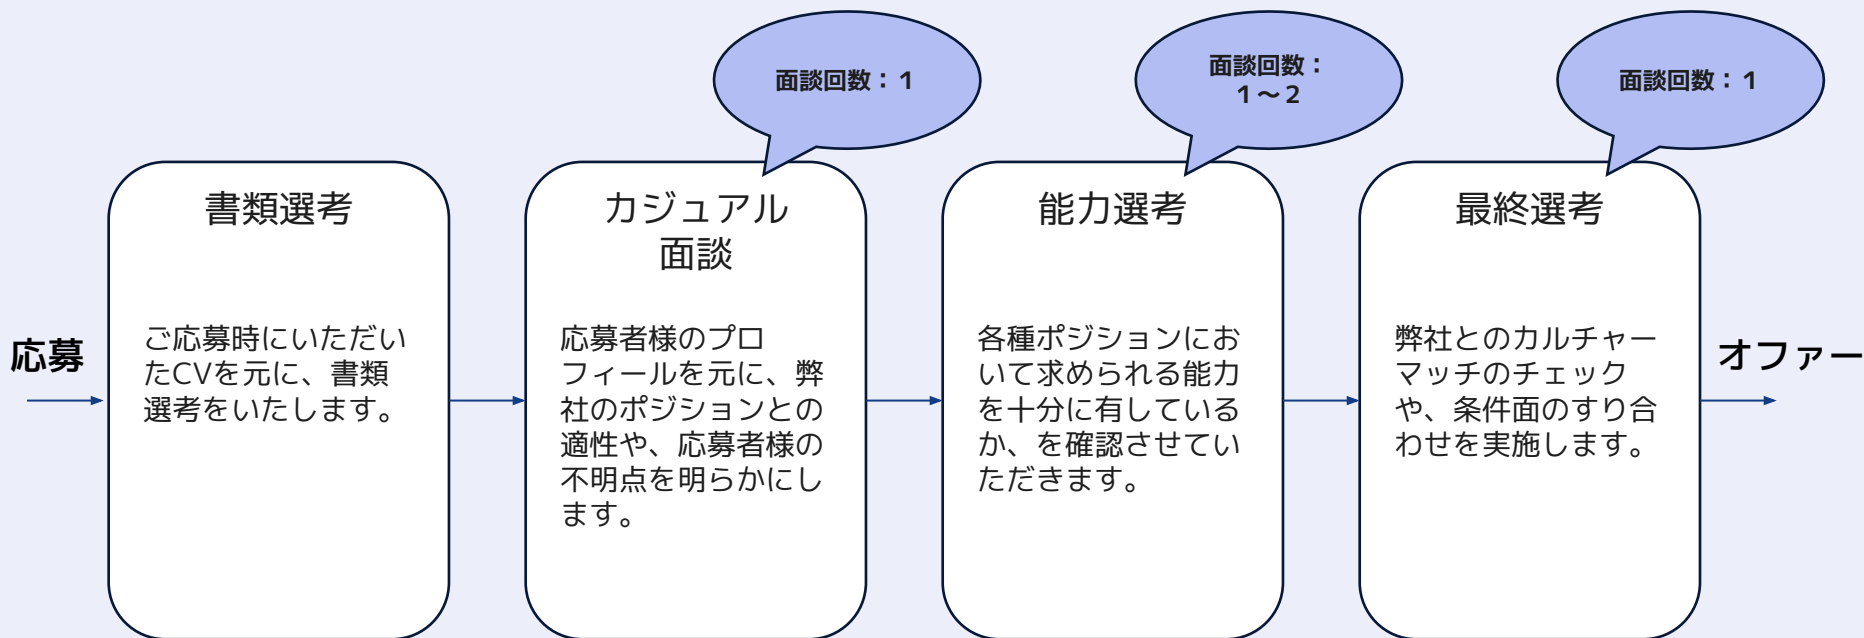 面談回数：１
面談回数：
１〜２
面談回数：１
応募
書類選考
ご応募時にいただい
たCVを元に、書類
選考をいたします。
カジュアル
面談
応募者様のプロ
フィールを元に、弊
社のポジションとの
適性や、応募者様の
不明点を明らかにし
ます。
能力選考
各種ポジションにお
いて求められる能力
を十分に有している
か、を確認させてい
ただきます。
最終選考
弊社とのカルチャー
マッチのチェック
や、条件面のすり合
わせを実施します。
オファー